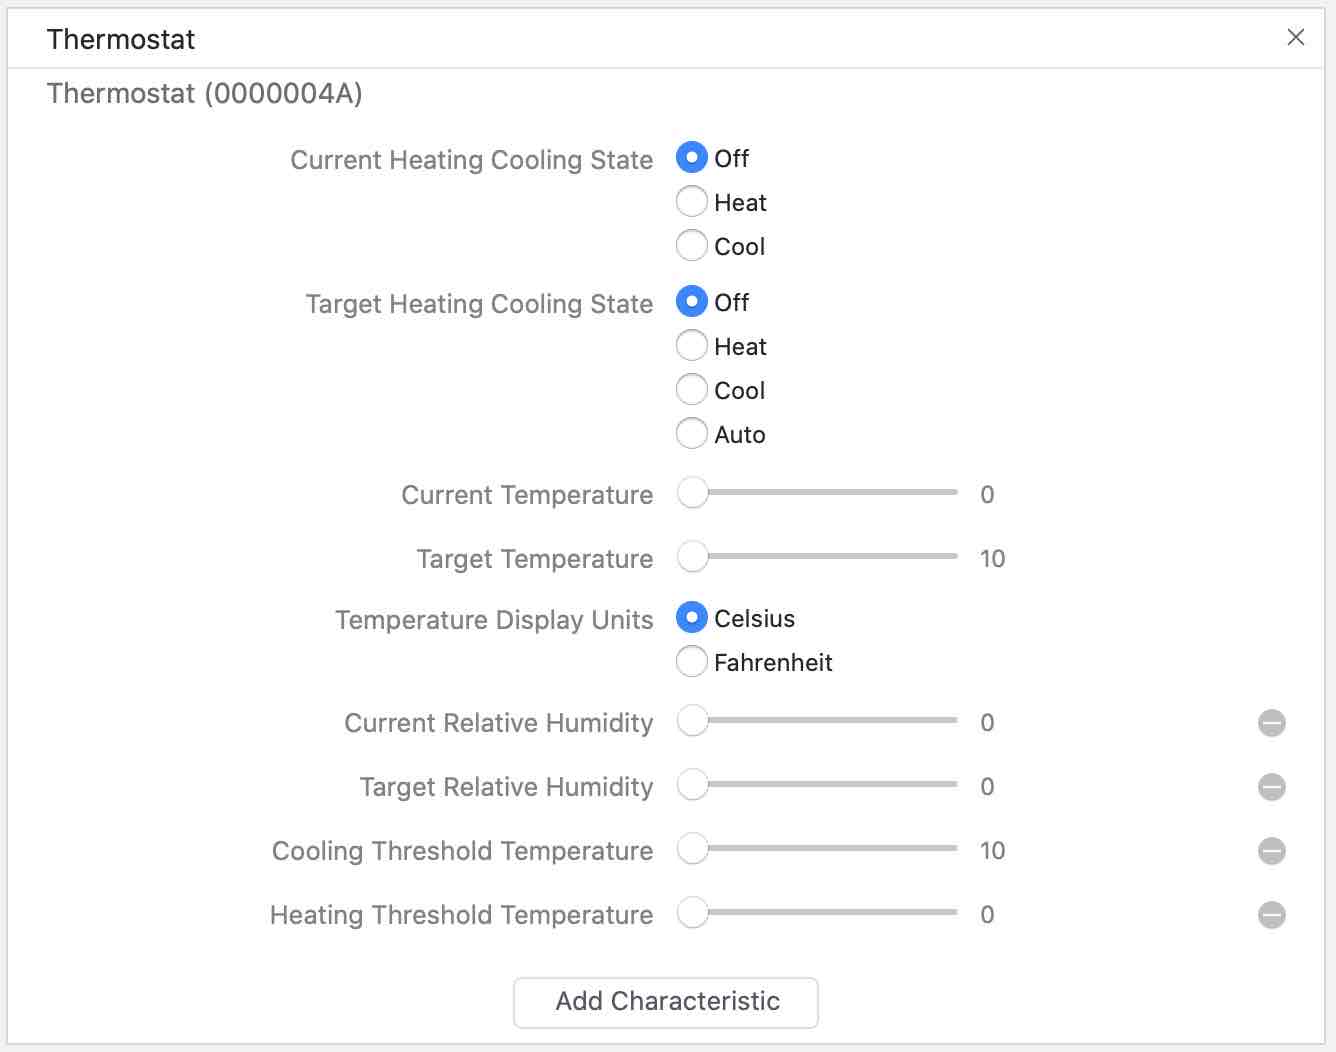 Thermostat
Thermostat (0000004A)
Current Heating Cooling State Off
Heat
Cool
Target Heating Cooling State Off
Heat
Cool
Auto
Current Temperature 0
Target Temperature 10
Temperature Display Units Celsius
Fahrenheit
Current Relative Humidity 0
Target Relative Humidity 0
Cooling Threshold Temperature 10
Heating Threshold Temperature 0
Add Characteristic